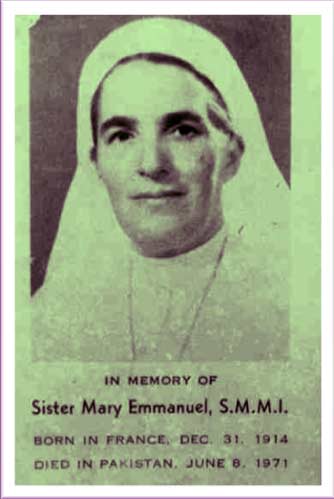 IN MEMORY OF
Sister Mary Emmanuel, S.M.M.I.
BORN IN FRANCE, DEC. 31, 1914
DIED IN PAKISTAN, JUNE 8, 1971